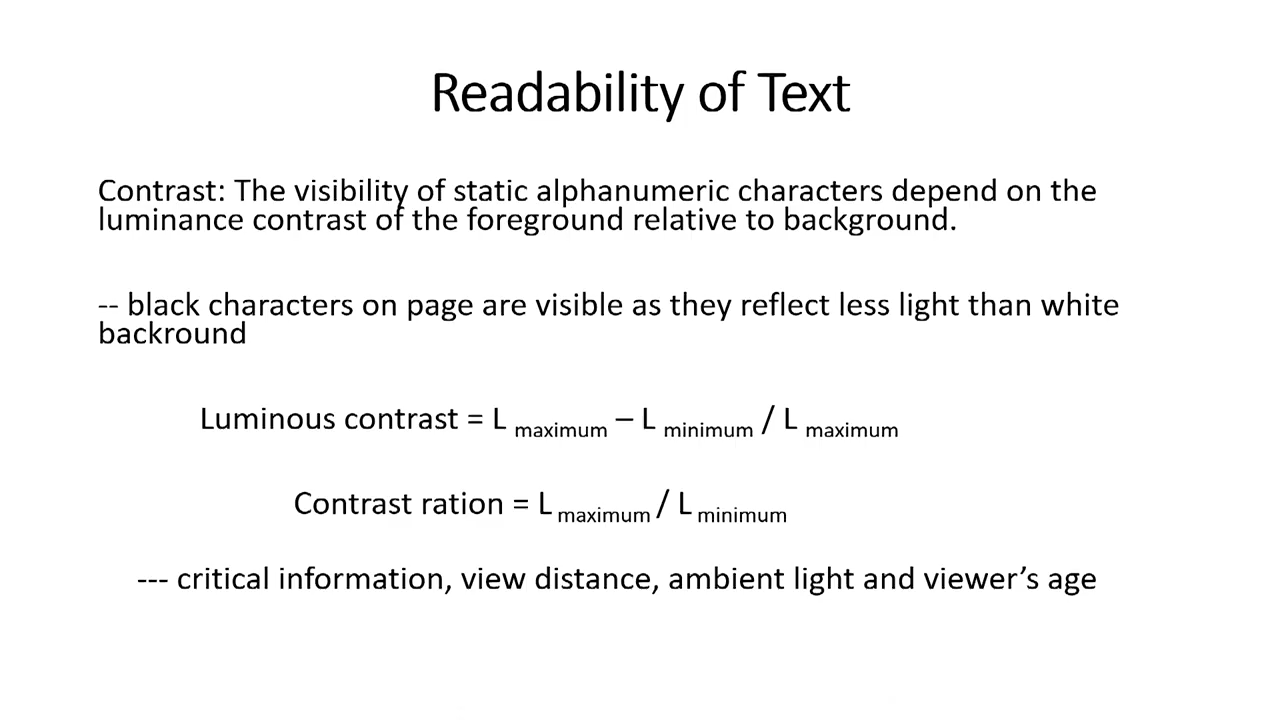 Readability of Text
Contrast: The visibility of static alphanumeric characters depend on the
luminance contrast of the foreground relative to background.
-- black characters on page are visible as they reflect less light than white
backround
Luminous contrast = L maximum – L minimum / L maximum
Contrast ration = L maximum / L minimum
--- critical information, view distance, ambient light and viewer’s age